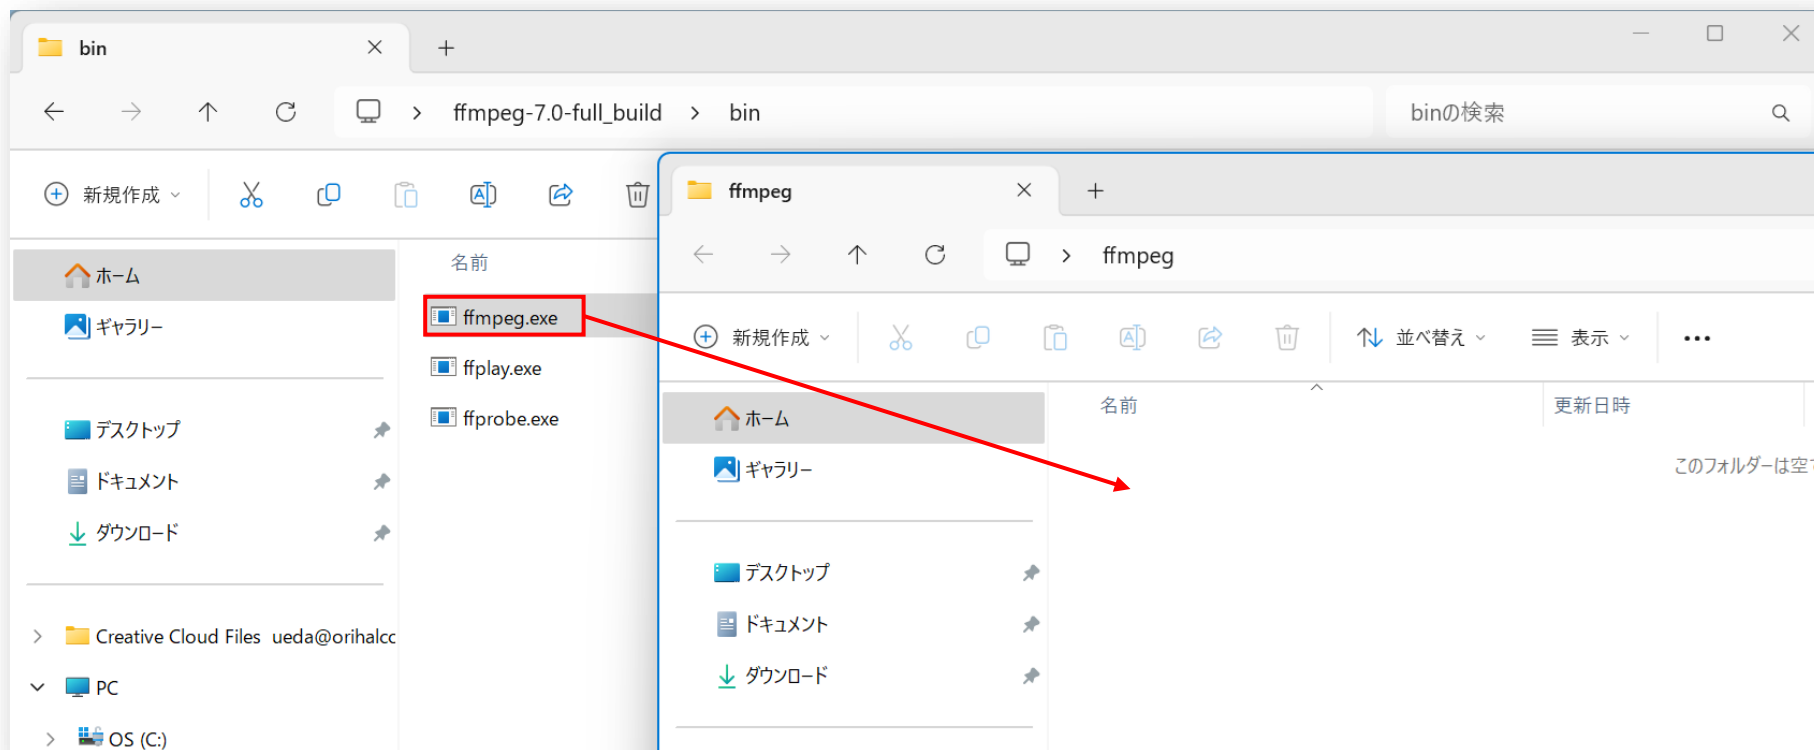 bin
ffmpeg-7.0-full_build
bin
binの検索
新規作成
ホーム
ギャラリー
デスクトップ
ドキュメント
ダウンロード
Creative Cloud Files ueda@orihalcc
PC
OS (C:)
名前
ffmpeg.exe
ffplay.exe
ffprobe.exe
ffmpeg
ffmpeg
新規作成
並べ替え
表示
ホーム
ギャラリー
デスクトップ
ドキュメント
ダウンロード
名前
更新日時
このフォルダーは空